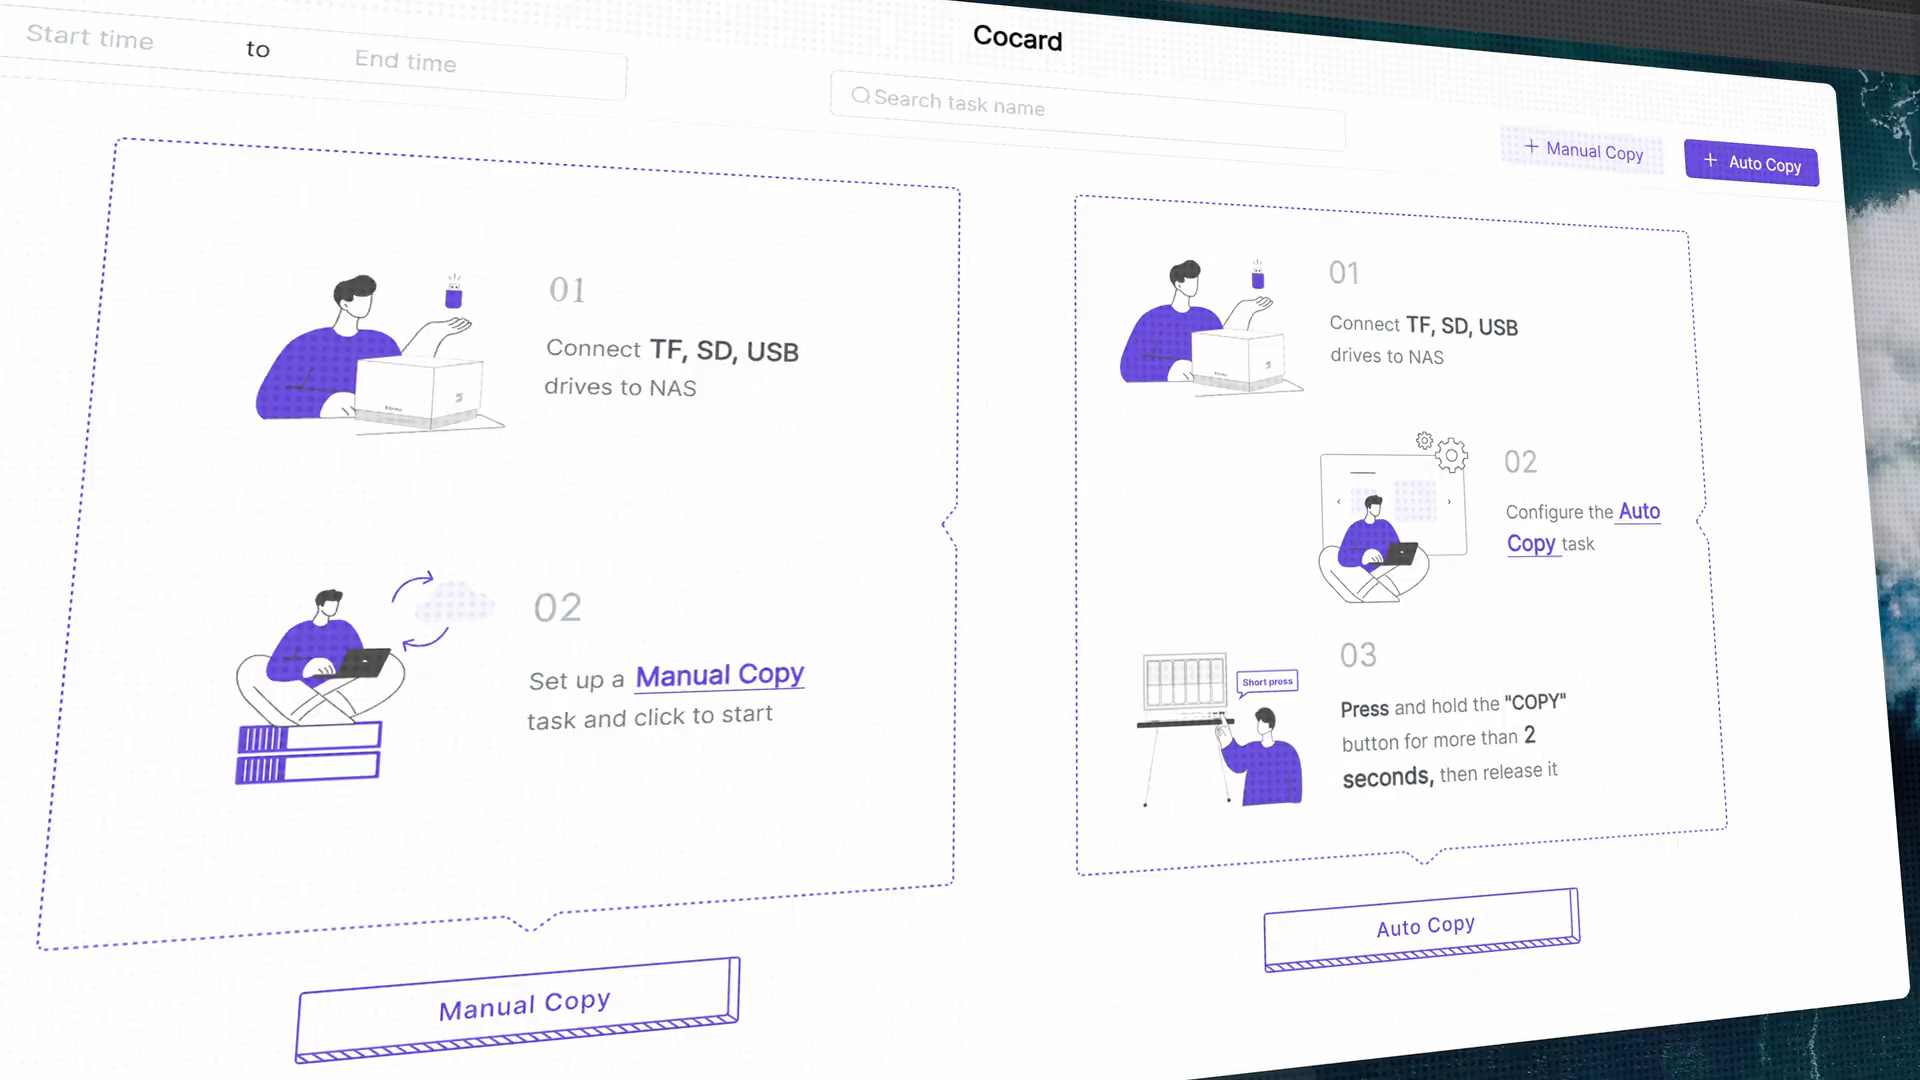 Cocard
Start time to End time
Search task name
+ Manual Copy
+ Auto Copy
01
Connect TF, SD, USB
drives to NAS
02
Set up a Manual Copy
task and click to start
Manual Copy
01
Connect TF, SD, USB
drives to NAS
02
Configure the Auto
Copy task
Short press
03
Press and hold the "COPY"
button for more than 2
seconds, then release it
Auto Copy